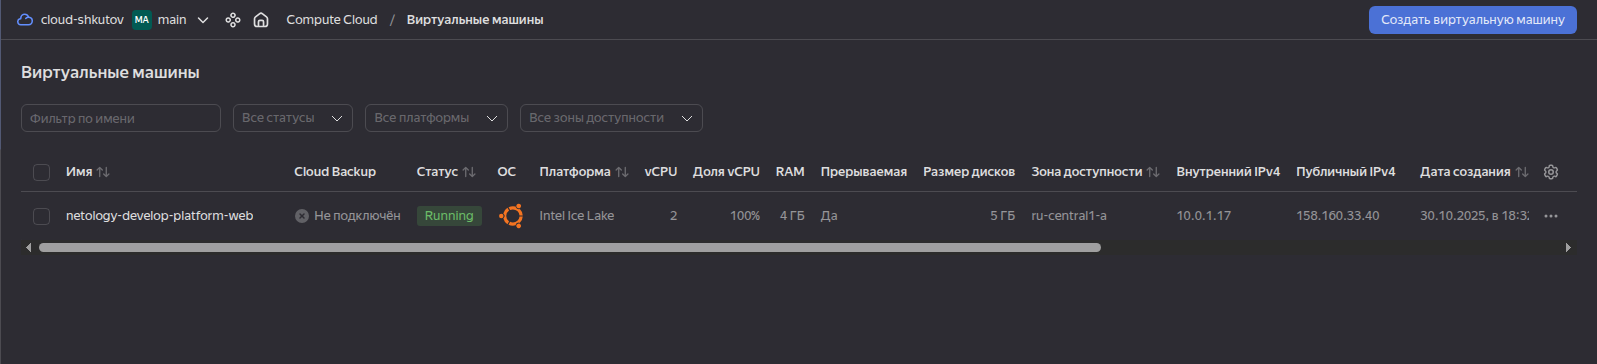 cloud-shkutov MA main Compute Cloud / Виртуальные машины Создать виртуальную машину
Виртуальные машины
Фильтр по имени Все статусы Все платформы Все зоны доступности
Имя Cloud Backup Статус ОС Платформа vCPU Доля vCPU RAM Прерываемая Размер дисков Зона доступности Внутренний IPv4 Публичный IPv4 Дата создания
netology-develop-platform-web Не подключён Running Intel Ice Lake 2 100% 4 ГБ Да 5 ГБ ru-central1-a 10.0.1.17 158.160.33.40 30.10.2025, в 18:32